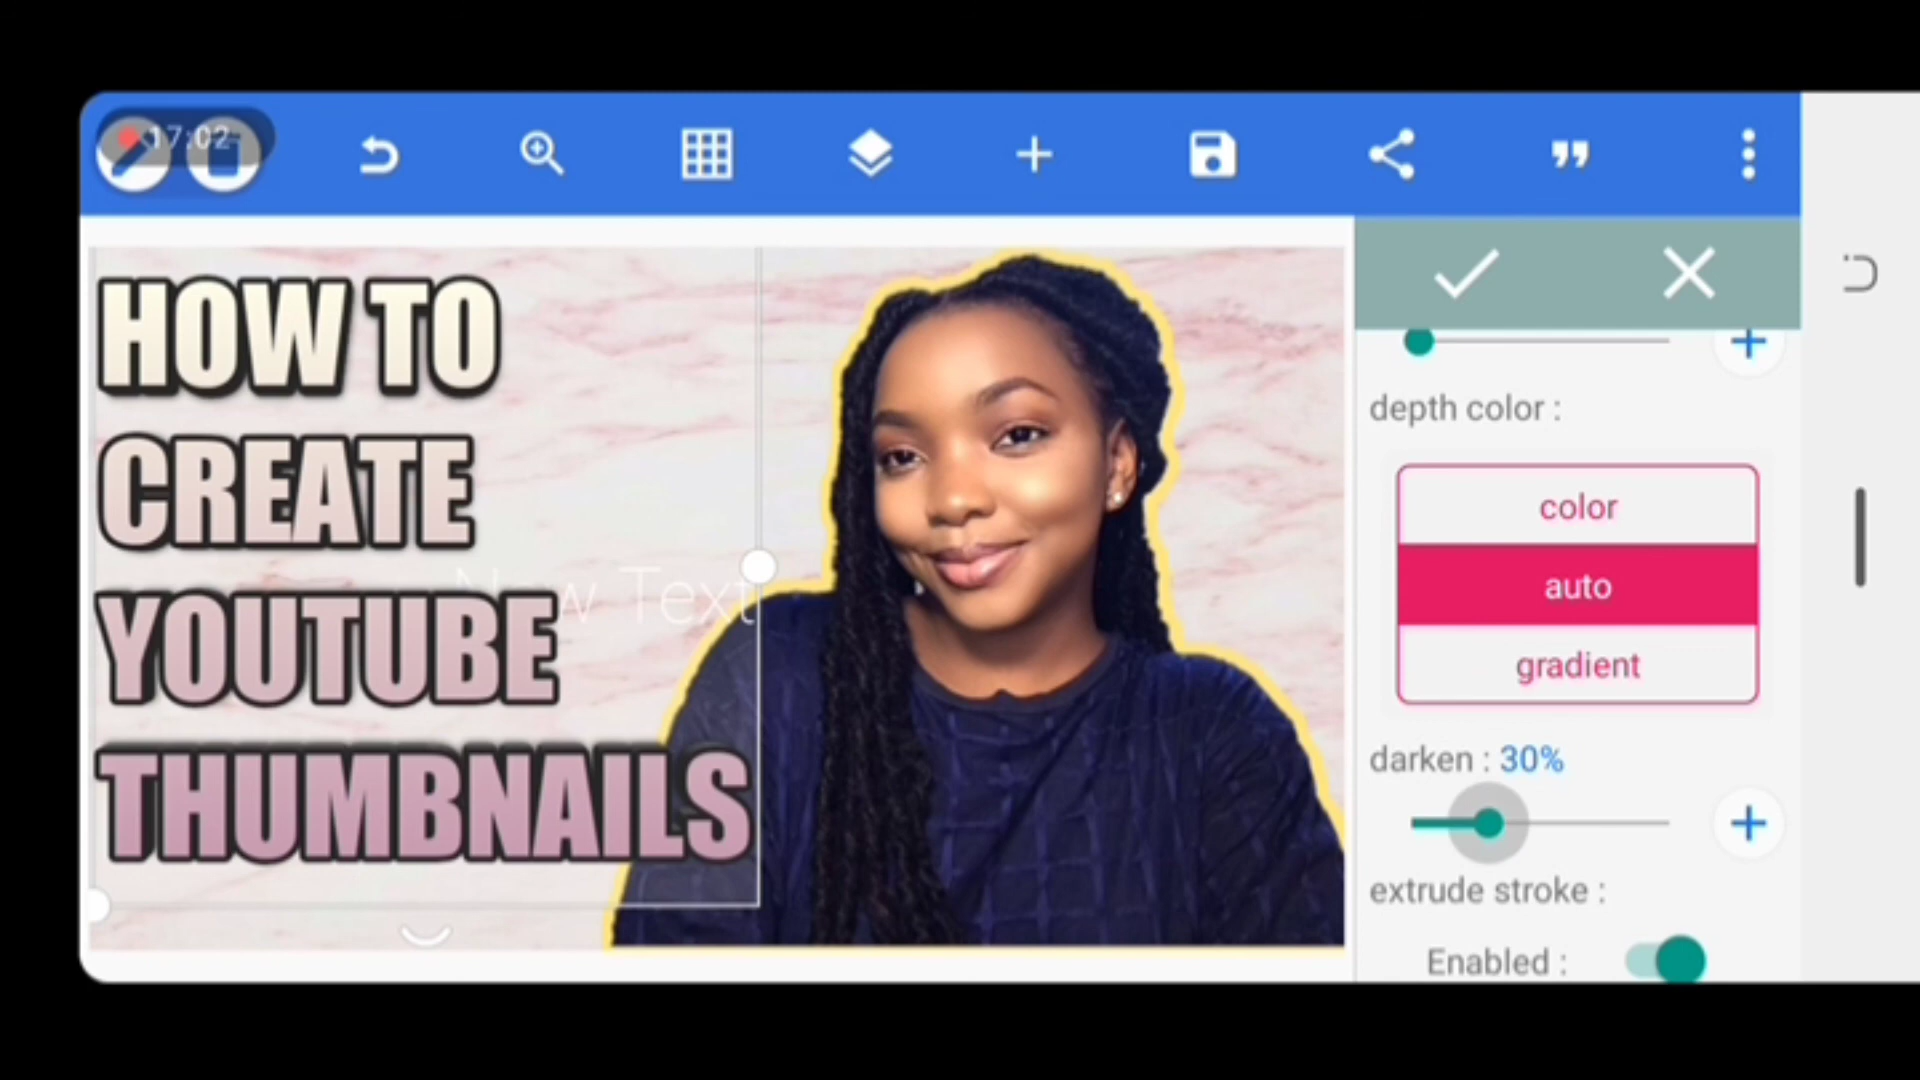 17:02
HOW TO
CREATE
New Text
YOUTUBE
THUMBNAILS
depth color :
color
auto
gradient
darken : 30%
extrude stroke :
Enabled :